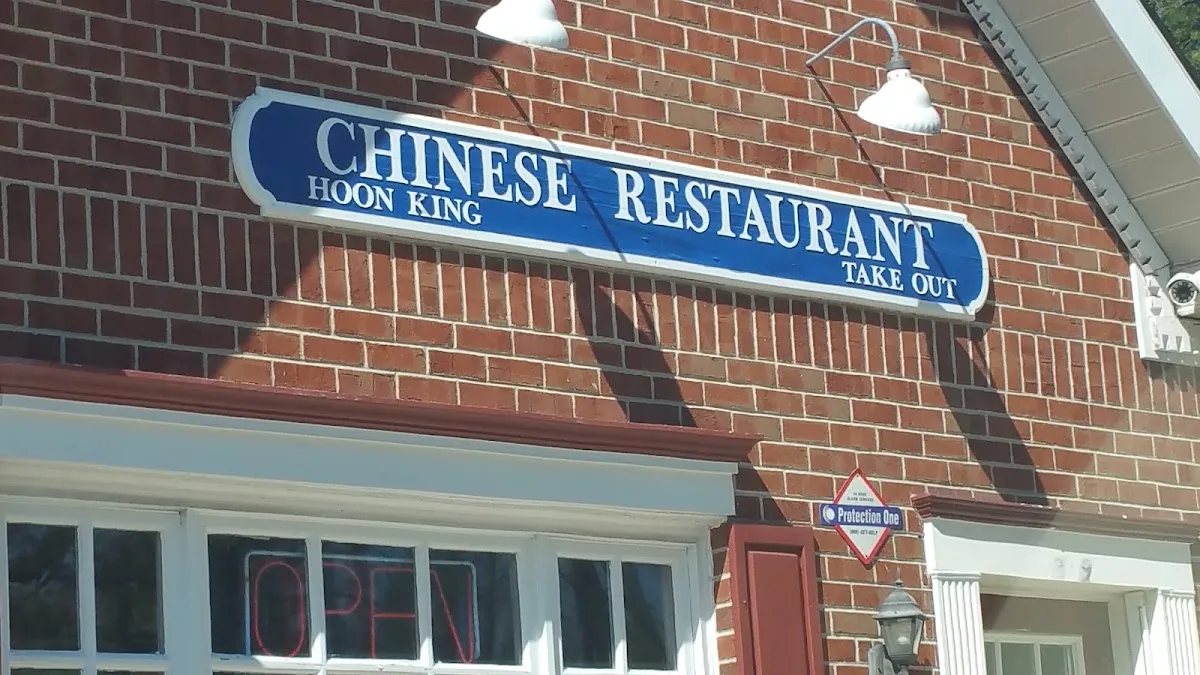 CHINESE RESTAURANT
HOON KING
TAKE OUT
Protection One
OPEN